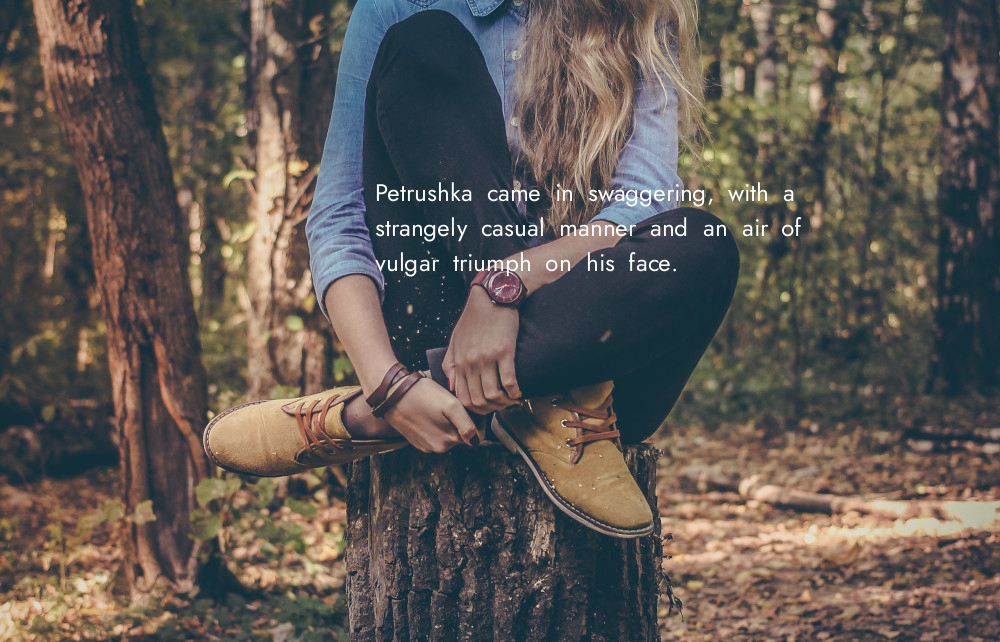 Petrushka came in swaggering, with a
strangely casual manner and an air of
vulgar triumph on his face.